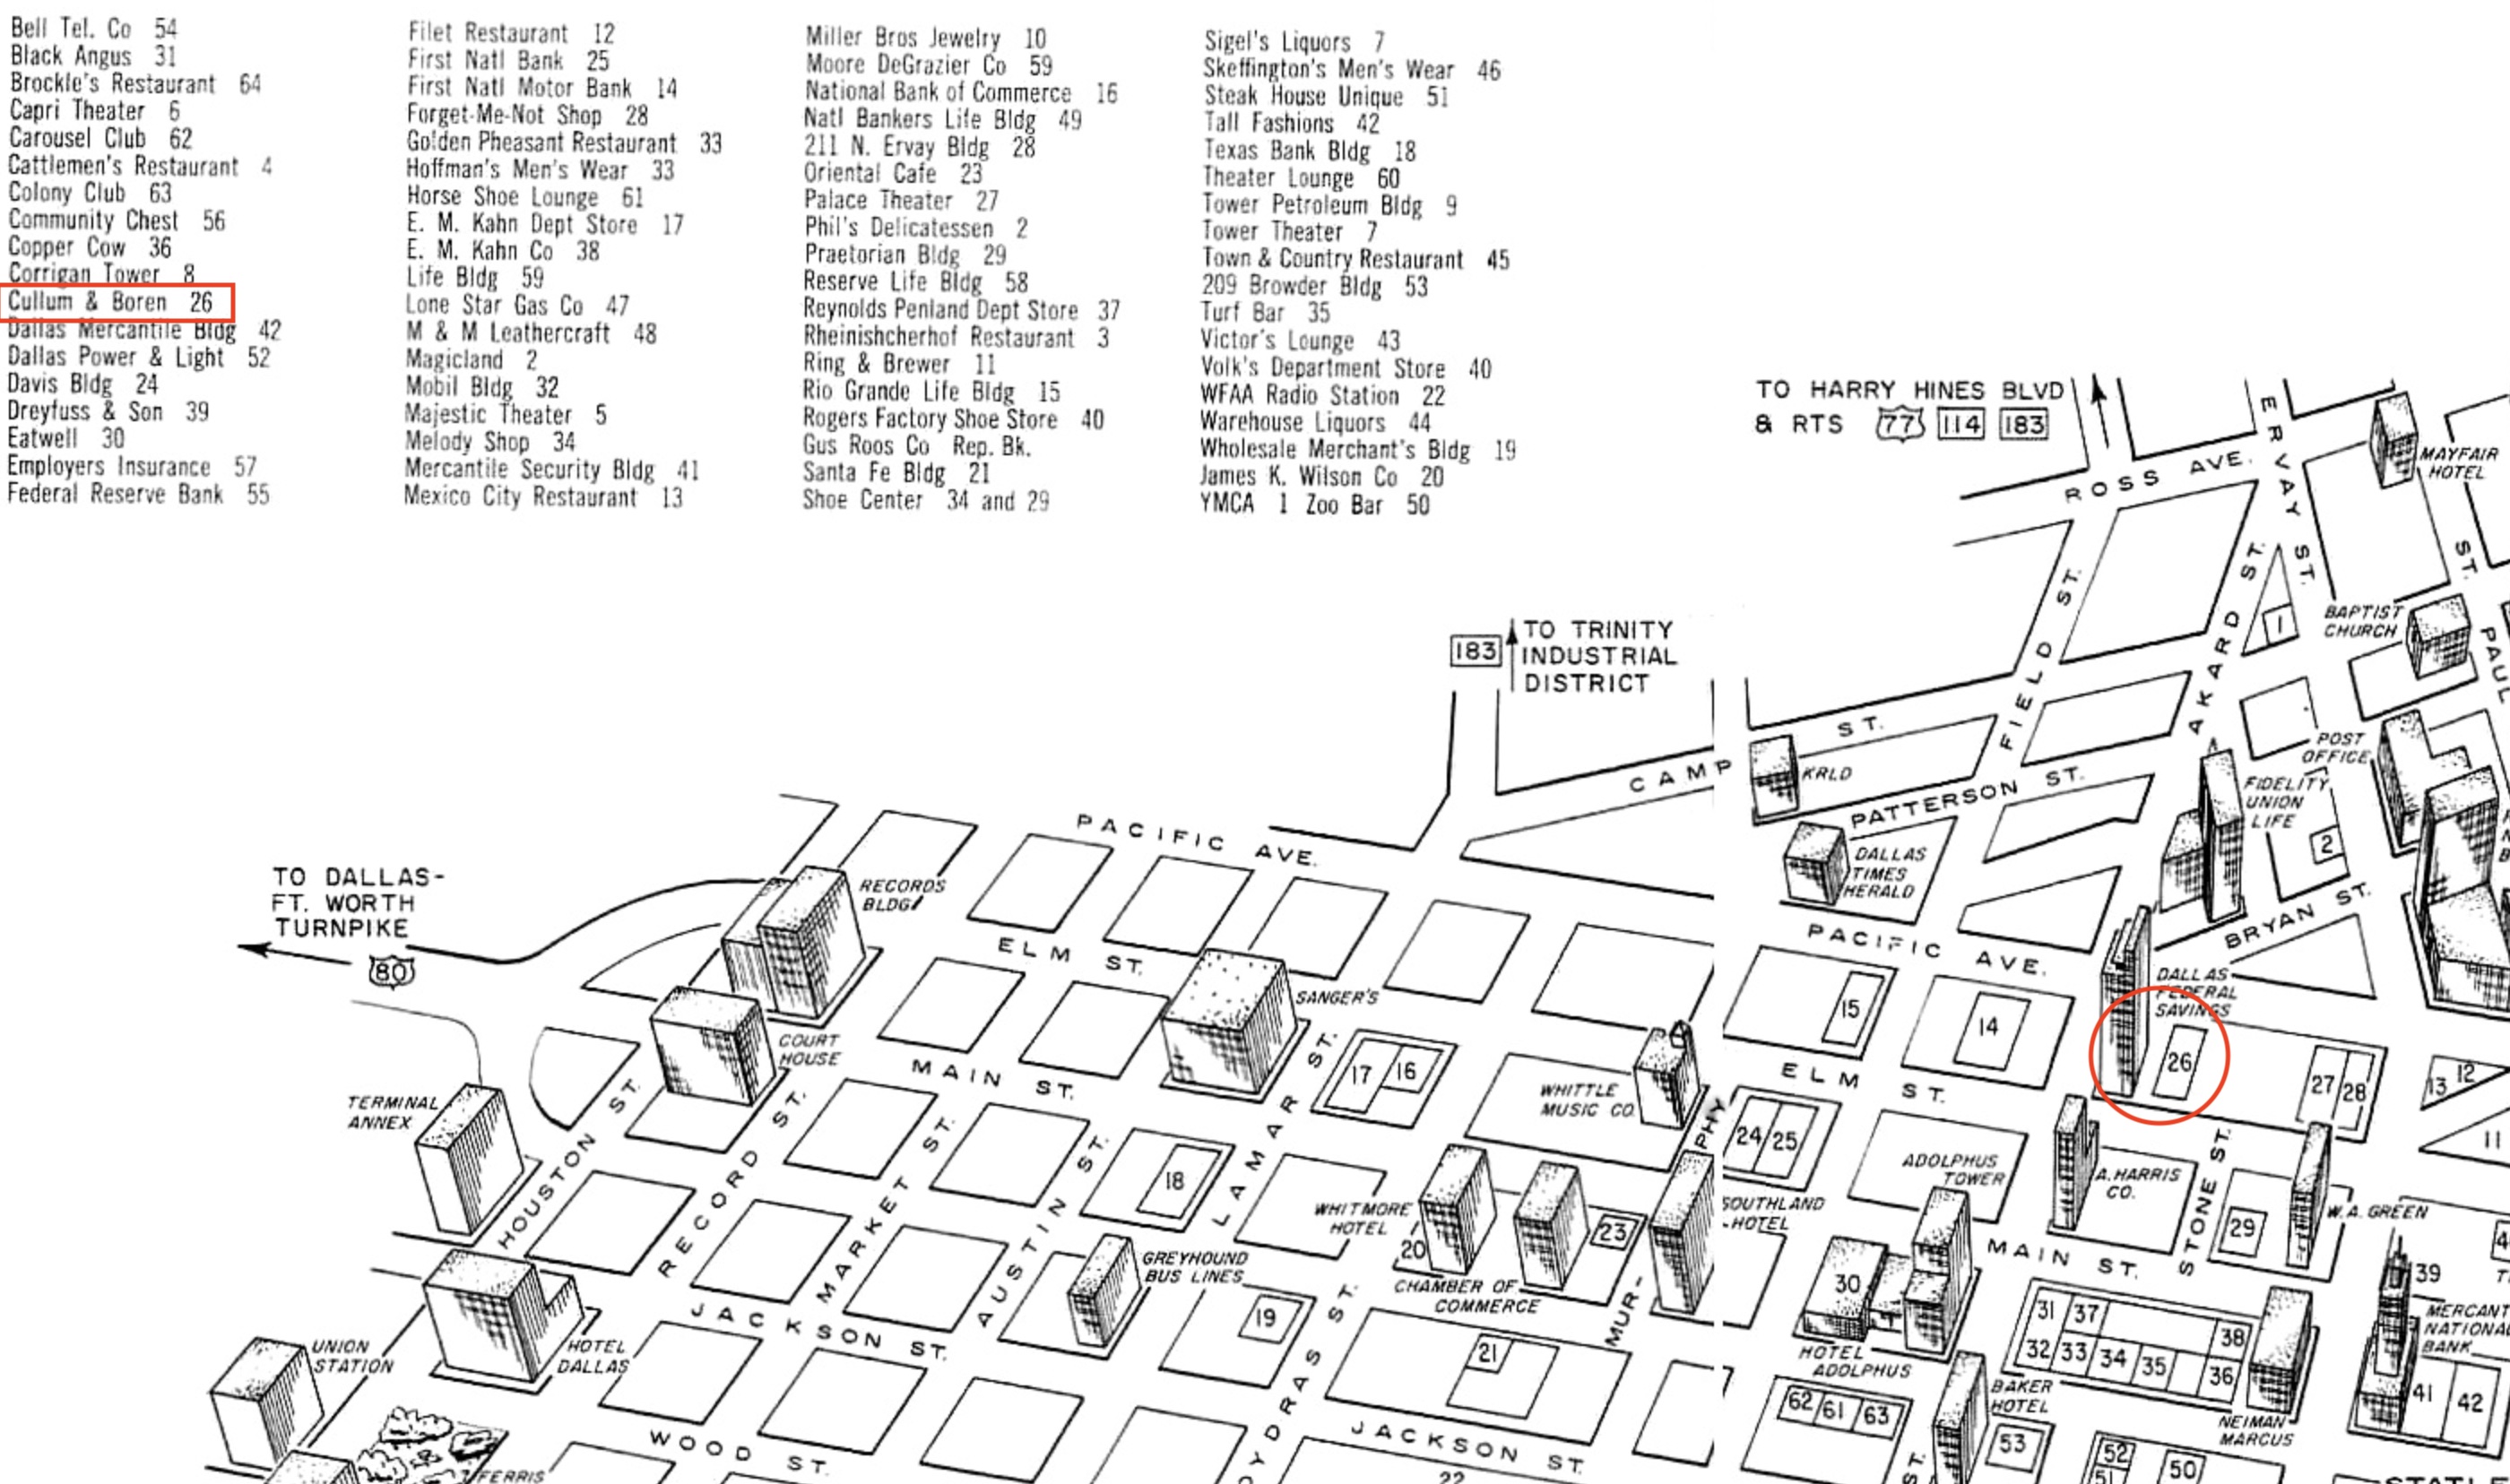 Bell Tel. Co 54
Black Angus 31
Brockle's Restaurant 64
Capri Theater 6
Carousel Club 62
Cattlemen's Restaurant 4
Colony Club 63
Community Chest 56
Copper Cow 36
Corrigan Tower 8
Cullum & Boren 26
Dallas Mercantile Bldg 42
Dallas Power & Light 52
Davis Bldg 24
Dreyfuss & Son 39
Eatwell 30
Employers Insurance 57
Federal Reserve Bank 55
Filet Restaurant 12
First Natl Bank 25
First Natl Motor Bank 14
Forget-Me-Not Shop 28
Golden Pheasant Restaurant 33
Hoffman's Men's Wear 33
Horse Shoe Lounge 61
E. M. Kahn Dept Store 17
E. M. Kahn Co 38
Life Bldg 59
Lone Star Gas Co 47
M & M Leathercraft 48
Magicland 2
Mobil Bldg 32
Majestic Theater 5
Melody Shop 34
Mercantile Security Bldg 41
Mexico City Restaurant 13
Miller Bros Jewelry 10
Moore DeGrazier Co 59
National Bank of Commerce 16
Natl Bankers Life Bldg 49
211 N. Ervay Bldg 28
Oriental Cafe 23
Palace Theater 27
Phil's Delicatessen 2
Praetorian Bldg 29
Reserve Life Bldg 58
Reynolds Penland Dept Store 37
Rheinishcherhof Restaurant 3
Ring & Brewer 11
Rio Grande Life Bldg 15
Rogers Factory Shoe Store 40
Gus Roos Co Rep. Bk.
Santa Fe Bldg 21
Shoe Center 34 and 29
Sigel's Liquors 7
Skeffington's Men's Wear 46
Steak House Unique 51
Tall Fashions 42
Texas Bank Bldg 18
Theater Lounge 60
Tower Petroleum Bldg 9
Tower Theater 7
Town & Country Restaurant 45
209 Browder Bldg 53
Turf Bar 35
Victor's Lounge 43
Volk's Department Store 40
WFAA Radio Station 22
Warehouse Liquors 44
Wholesale Merchant's Bldg 19
James K. Wilson Co 20
YMCA 1 Zoo Bar 50
TO HARRY HINES BLVD
& RTS 77 114 183
ERVAY ST.
MAYFAIR
HOTEL
ROSS AVE.
ST.
FIELD ST.
AKARD ST.
1
BAPTIST
CHURCH
PAUL
183
TO TRINITY
INDUSTRIAL
DISTRICT
CAMP ST.
KRLD
PATTERSON ST.
POST
OFFICE
FIDELITY
UNION
LIFE
2
DALLAS
TIMES
HERALD
BRYAN ST.
PACIFIC AVE.
PACIFIC AVE.
TO DALLAS-
FT. WORTH
TURNPIKE
80
RECORDS
BLDG
ELM ST.
SANGER'S
DALLAS
FEDERAL
SAVINGS
15
14
26
27
28
13
12
11
COURT
HOUSE
MAIN ST.
17
16
WHITTLE
MUSIC CO.
ELM ST.
24
25
TERMINAL
ANNEX
HOUSTON ST.
RECORD ST.
MARKET ST.
AUSTIN ST.
LAMAR ST.
18
WHITMORE
HOTEL
20
23
CHAMBER OF
COMMERCE
MUR-
PHY
SOUTHLAND
HOTEL
ADOLPHUS
TOWER
A. HARRIS
CO.
STONE ST.
29
W. A. GREEN
MAIN ST.
30
HOTEL
ADOLPHUS
31
37
38
32
33
34
35
36
39
MERCANT
NATIONAL
BANK
41
42
GREYHOUND
BUS LINES
19
21
JACKSON ST.
HOTEL
DALLAS
UNION
STATION
WOOD ST.
FERRIS
JACKSON ST.
22
62
61
63
BAKER
HOTEL
53
NEIMAN
MARCUS
52
51
50
ST.